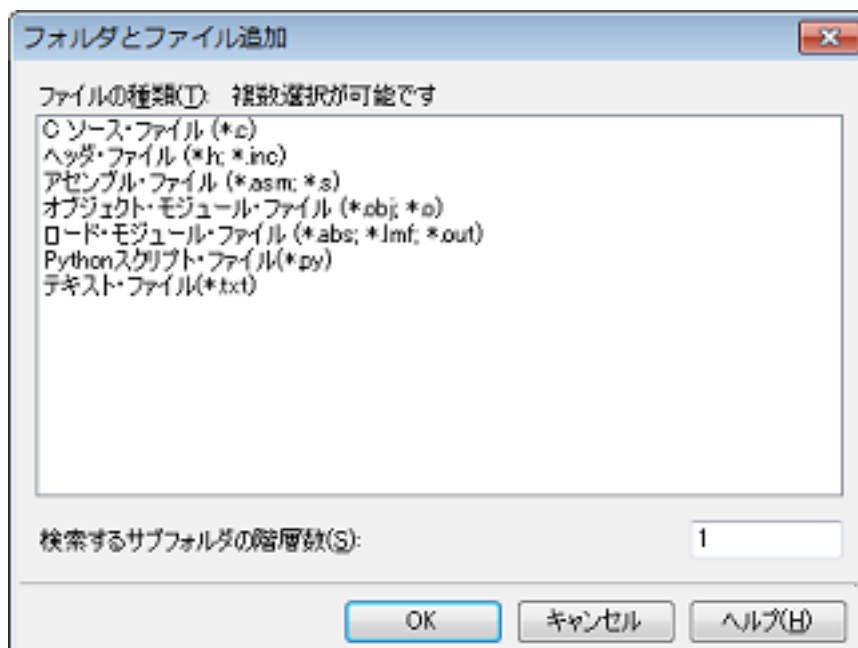 フォルダとファイル追加
ファイルの種類(T): 複数選択が可能です
C ソース・ファイル (*.c)
ヘッダ・ファイル (*.h; *.inc)
アセンブル・ファイル (*.asm; *.s)
オブジェクト・モジュール・ファイル (*.obj; *.o)
ロード・モジュール・ファイル (*.abs; *.lmf; *.out)
Pythonスクリプト・ファイル(*.py)
テキスト・ファイル(*.txt)
検索するサブフォルダの階層数(S): 1
OK キャンセル ヘルプ(H)